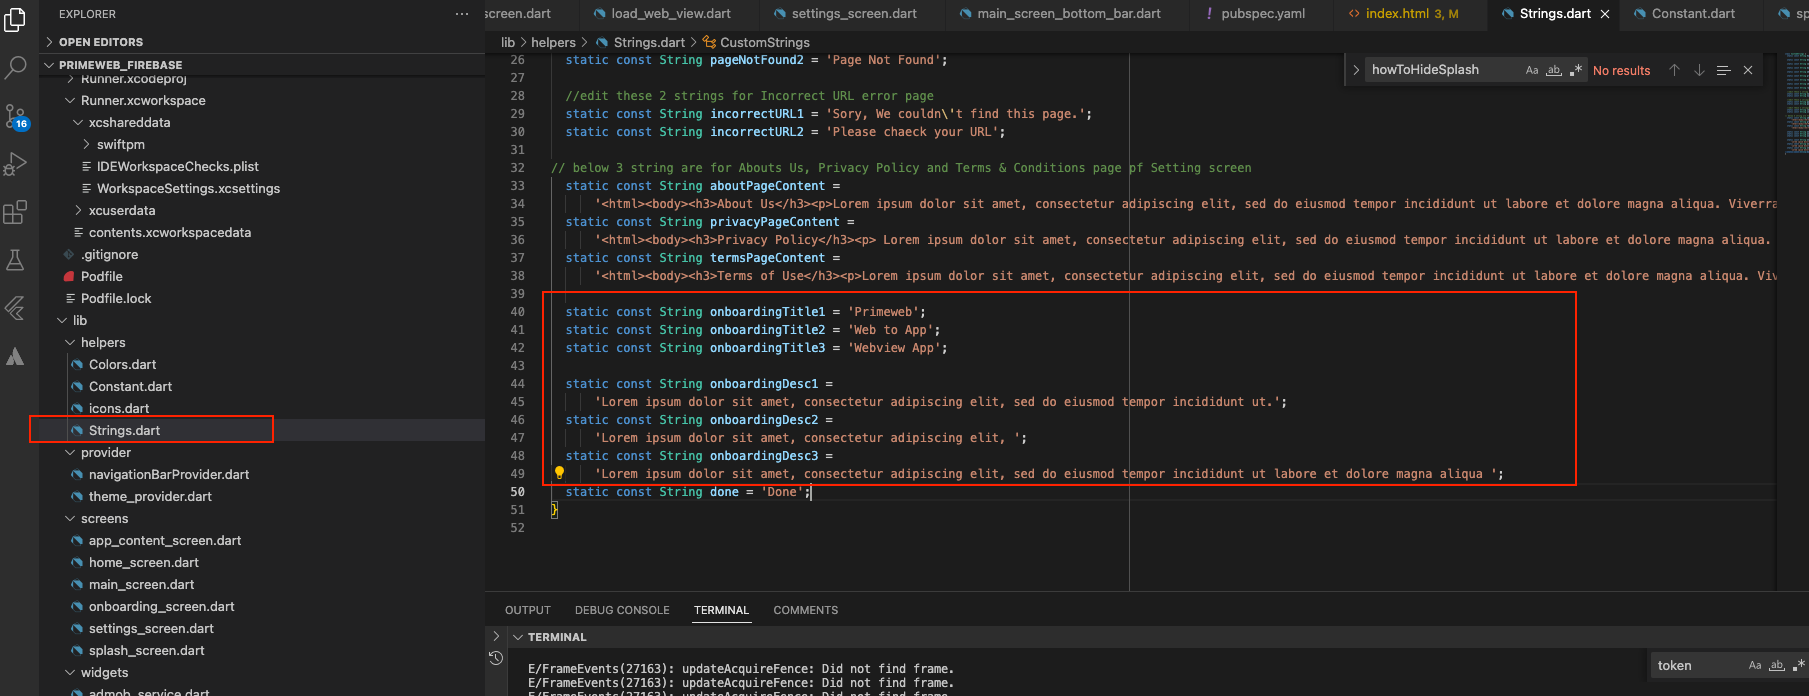 EXPLORER
OPEN EDITORS
PRIMEWEB_FIREBASE
Runner.xcodeproj
Runner.xcworkspace
xcshareddata
swiftpm
IDEWorkspaceChecks.plist
WorkspaceSettings.xcsettings
xcuserdata
contents.xcworkspacedata
.gitignore
Podfile
Podfile.lock
lib
helpers
Colors.dart
Constant.dart
icons.dart
Strings.dart
provider
navigationBarProvider.dart
theme_provider.dart
screens
app_content_screen.dart
home_screen.dart
main_screen.dart
onboarding_screen.dart
settings_screen.dart
splash_screen.dart
widgets
admob_service.dart
16
screen.dart load_web_view.dart settings_screen.dart main_screen_bottom_bar.dart ! pubspec.yaml <> index.html 3, M Strings.dart Constant.dart sp
lib > helpers > Strings.dart > CustomStrings
howToHideSplash Aa ab .* No results
26 static const String pageNotFound2 = 'Page Not Found';
27
28 //edit these 2 strings for Incorrect URL error page
29 static const String incorrectURL1 = 'Sory, We couldn\'t find this page.';
30 static const String incorrectURL2 = 'Please chaeck your URL';
31
32 // below 3 string are for Abouts Us, Privacy Policy and Terms & Conditions page pf Setting screen
33 static const String aboutPageContent =
34 '<html><body><h3>About Us</h3><p>Lorem ipsum dolor sit amet, consectetur adipiscing elit, sed do eiusmod tempor incididunt ut labore et dolore magna aliqua. Viverra
35 static const String privacyPageContent =
36 '<html><body><h3>Privacy Policy</h3><p> Lorem ipsum dolor sit amet, consectetur adipiscing elit, sed do eiusmod tempor incididunt ut labore et dolore magna aliqua.
37 static const String termsPageContent =
38 '<html><body><h3>Terms of Use</h3><p>Lorem ipsum dolor sit amet, consectetur adipiscing elit, sed do eiusmod tempor incididunt ut labore et dolore magna aliqua. Viv
39
40 static const String onboardingTitle1 = 'Primeweb';
41 static const String onboardingTitle2 = 'Web to App';
42 static const String onboardingTitle3 = 'Webview App';
43
44 static const String onboardingDesc1 =
45 'Lorem ipsum dolor sit amet, consectetur adipiscing elit, sed do eiusmod tempor incididunt ut.';
46 static const String onboardingDesc2 =
47 'Lorem ipsum dolor sit amet, consectetur adipiscing elit, ';
48 static const String onboardingDesc3 =
49 'Lorem ipsum dolor sit amet, consectetur adipiscing elit, sed do eiusmod tempor incididunt ut labore et dolore magna aliqua ';
50 static const String done = 'Done';
51 }
52
OUTPUT DEBUG CONSOLE TERMINAL COMMENTS
TERMINAL
E/FrameEvents(27163): updateAcquireFence: Did not find frame.
E/FrameEvents(27163): updateAcquireFence: Did not find frame.
E/FrameEvents(27163): updateAcquireFence: Did not find frame.
token Aa ab .*